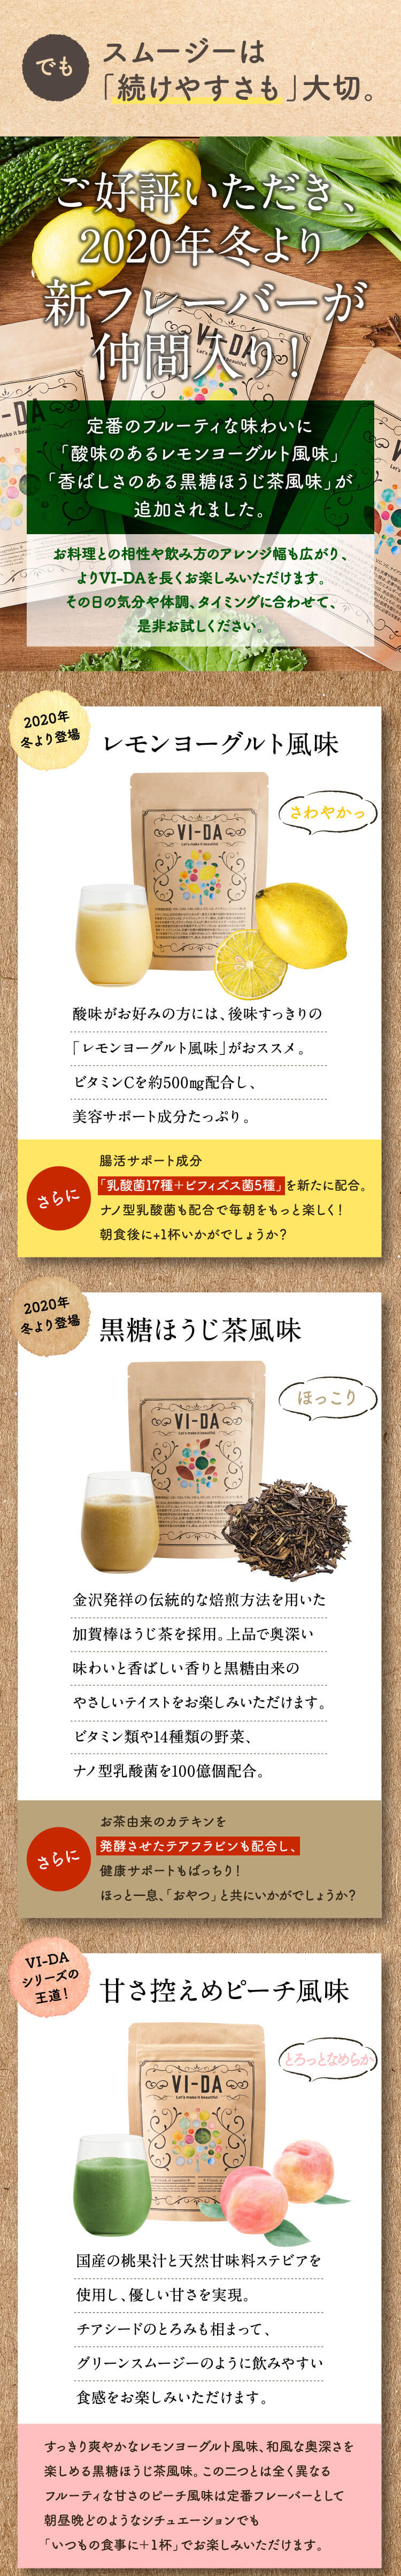 でも
スムージーは
「続けやすさも」大切。
ご好評いただき、
2020年冬より
新フレーバーが
仲間入り！
定番のフルーティな味わいに
「酸味のあるレモンヨーグルト風味」
「香ばしさのある黒糖ほうじ茶風味」が
追加されました。
お料理との相性や飲み方のアレンジ幅も広がり、
よりVI-DAを長くお楽しみいただけます。
その日の気分や体調、タイミングに合わせて、
是非お試しください。
2020年
冬より登場
レモンヨーグルト風味
さわやかっ
VI-DA
Let's make it beautiful
酸味がお好みの方には、後味すっきりの
「レモンヨーグルト風味」がおススメ。
ビタミンCを約500㎎配合し、
美容サポート成分たっぷり。
さらに
腸活サポート成分
「乳酸菌17種＋ビフィズス菌5種」を新たに配合。
ナノ型乳酸菌も配合で毎朝をもっと楽しく！
朝食後に+1杯いかがでしょうか？
2020年
冬より登場
黒糖ほうじ茶風味
ほっこり
VI-DA
Let's make it beautiful
金沢発祥の伝統的な焙煎方法を用いた
加賀棒ほうじ茶を採用。上品で奥深い
味わいと香ばしい香りと黒糖由来の
やさしいテイストをお楽しみいただけます。
ビタミン類や14種類の野菜、
ナノ型乳酸菌を100億個配合。
さらに
お茶由来のカテキンを
発酵させたテアフラビンも配合し、
健康サポートもばっちり！
ほっと一息、「おやつ」と共にいかがでしょうか？
VI-DA
シリーズの
王道！
甘さ控えめピーチ風味
とろっとなめらか
VI-DA
Let's make it beautiful
国産の桃果汁と天然甘味料ステビアを
使用し、優しい甘さを実現。
チアシードのとろみも相まって、
グリーンスムージーのように飲みやすい
食感をお楽しみいただけます。
すっきり爽やかなレモンヨーグルト風味、和風な奥深さを
楽しめる黒糖ほうじ茶風味。この二つとは全く異なる
フルーティな甘さのピーチ風味は定番フレーバーとして
朝昼晩どのようなシチュエーションでも
「いつもの食事に＋1杯」でお楽しみいただけます。